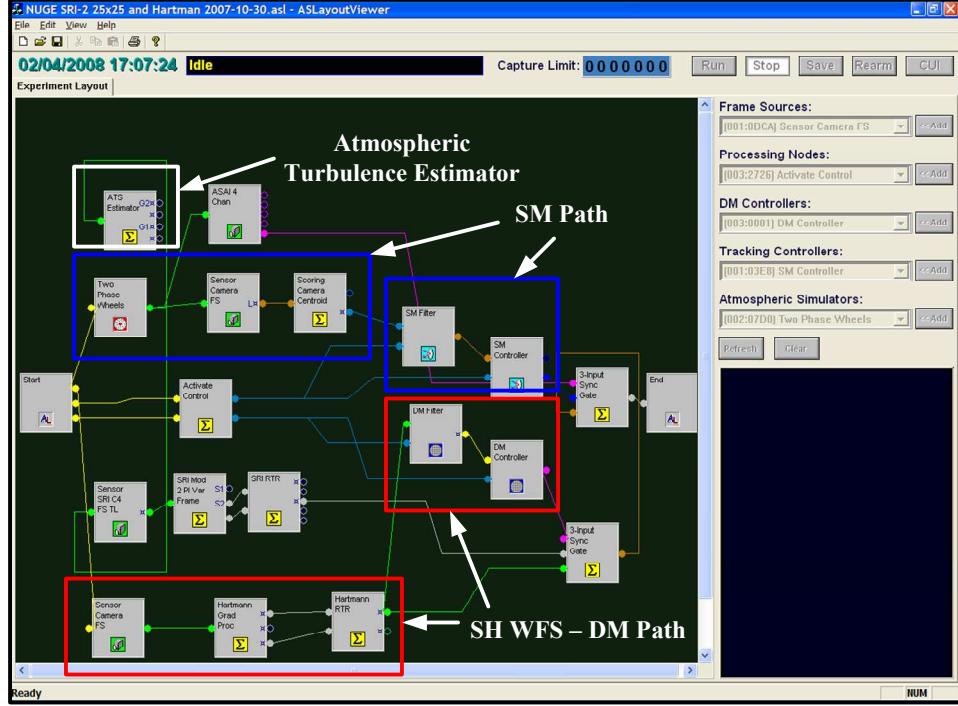 NUGE SRI-2 25x25 and Hartman 2007-10-30.asl - ASLayoutViewer
File Edit View Help
02/04/2008 17:07:24 Idle Capture Limit: 0000000 Run Stop Save Rearm CUI
Experiment Layout
Frame Sources:
(001:0DCA) Sensor Camera FS <<Add
Processing Nodes:
(003:2726) Activate Control <<Add
DM Controllers:
(003:0001) DM Controller <<Add
Tracking Controllers:
(001:03E8) SM Controller <<Add
Atmospheric Simulators:
(002:07D0) Two Phase Wheels <<Add
Refresh Clear
Atmospheric
Turbulence Estimator
SM Path
ATS
Estimator
G2
G1
Σ
ASAI 4
Chan
Two
Phase
Wheels
Sensor
Camera
FS
L
Scoring
Camera
Centroid
Σ
SM Filter
SM
Controller
Start
AL
Activate
Control
Σ
3-Input
Sync
Gate
Σ
End
AL
DM Filter
DM
Controller
Sensor
SRI C4
FS TL
SRI Mod
2 PI Var
Frame
S1
S2
Σ
SRI RTR
Σ
3-Input
Sync
Gate
Σ
Sensor
Camera
FS
Hartmann
Grad
Proc
Σ
Hartmann
RTR
Σ
SH WFS – DM Path
Ready NUM